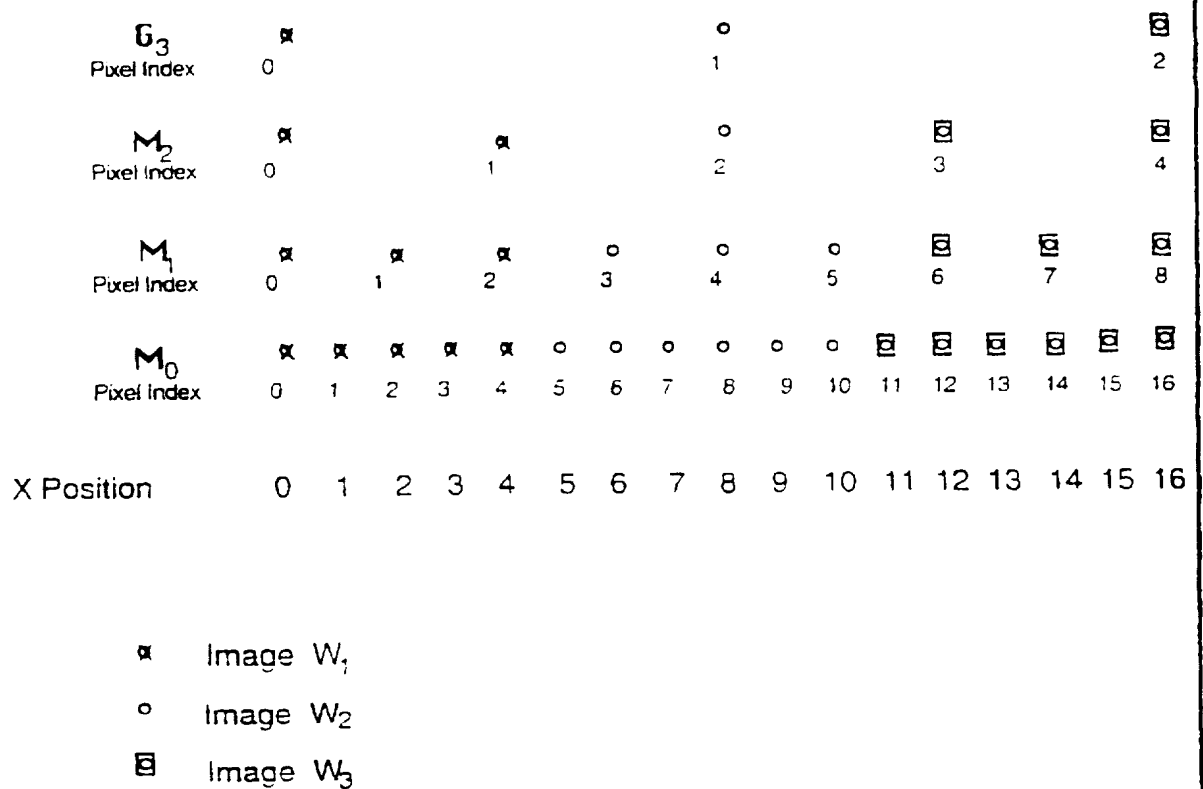 G3
Pixel Index 0 1 2
M2
Pixel Index 0 1 2 3 4
M1
Pixel Index 0 1 2 3 4 5 6 7 8
M0
Pixel Index 0 1 2 3 4 5 6 7 8 9 10 11 12 13 14 15 16
X Position 0 1 2 3 4 5 6 7 8 9 10 11 12 13 14 15 16
Image W1
Image W2
Image W3